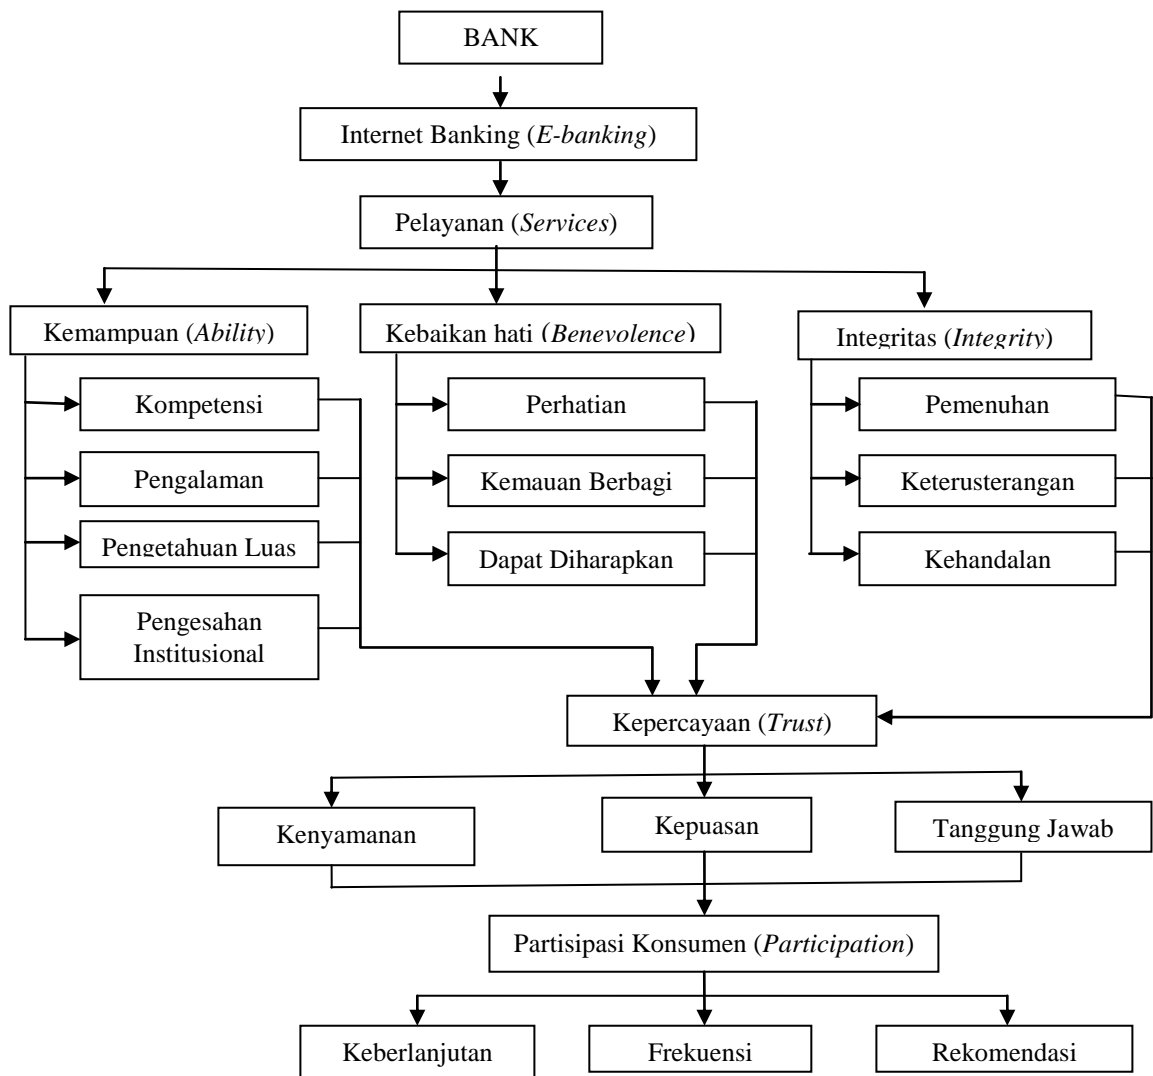 BANK
Internet Banking (E-banking)
Pelayanan (Services)
Kemampuan (Ability)
Kebaikan hati (Benevolence)
Integritas (Integrity)
Kompetensi
Perhatian
Pemenuhan
Pengalaman
Kemauan Berbagi
Keterusterangan
Pengetahuan Luas
Dapat Diharapkan
Kehandalan
Pengesahan
Institusional
Kepercayaan (Trust)
Kenyamanan
Kepuasan
Tanggung Jawab
Partisipasi Konsumen (Participation)
Keberlanjutan
Frekuensi
Rekomendasi